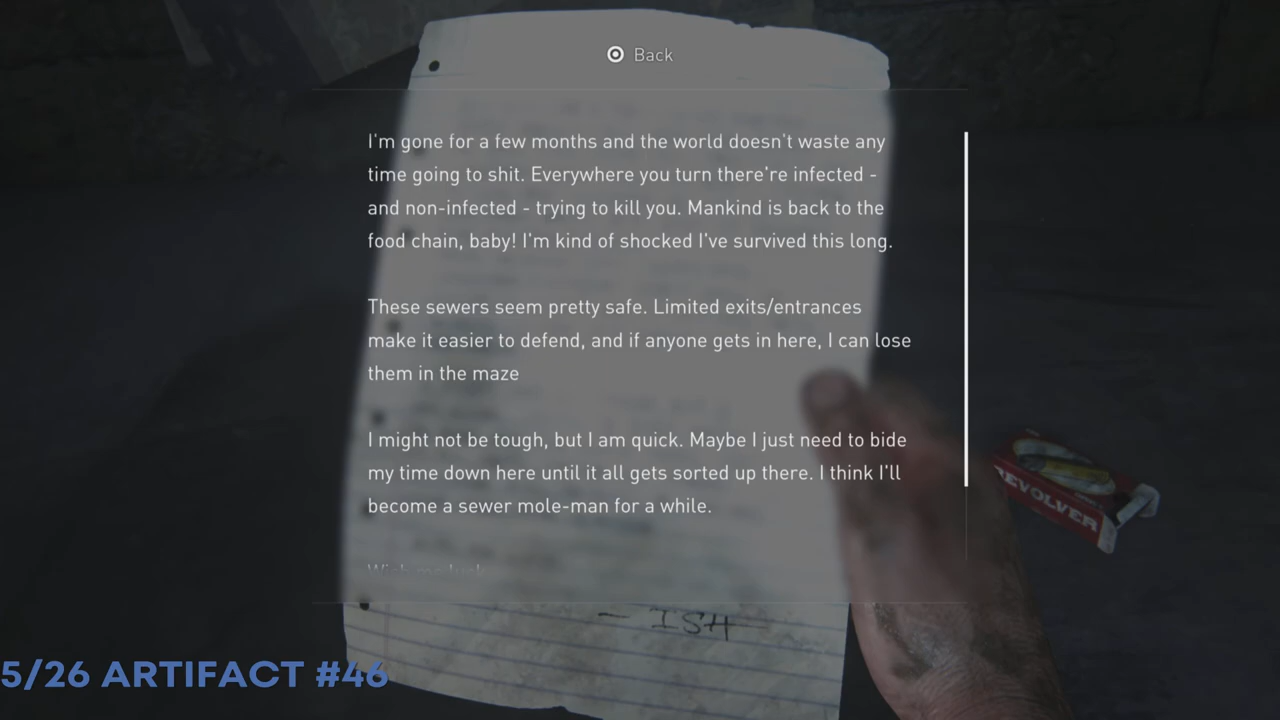 Back
I'm gone for a few months and the world doesn't waste any
time going to shit. Everywhere you turn there're infected -
and non-infected - trying to kill you. Mankind is back to the
food chain, baby! I'm kind of shocked I've survived this long.
These sewers seem pretty safe. Limited exits/entrances
make it easier to defend, and if anyone gets in here, I can lose
them in the maze
I might not be tough, but I am quick. Maybe I just need to bide
my time down here until it all gets sorted up there. I think I'll
become a sewer mole-man for a while.
Wish me luck
REVOLVER
- ISH
5/26 ARTIFACT #46